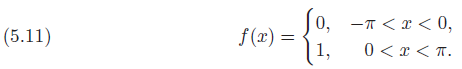 (5.11) f(x) = {0, −π < x < 0,
1, 0 < x < π.